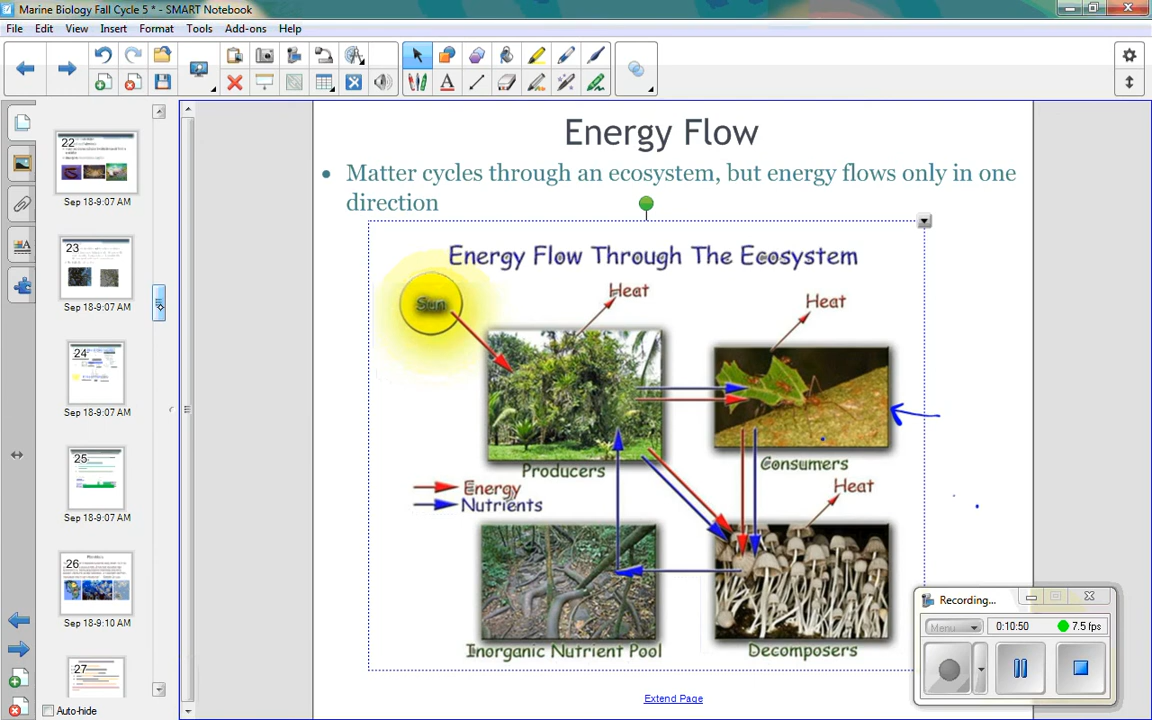 Marine Biology Fall Cycle 5 * - SMART Notebook
File Edit View Insert Format Tools Add-ons Help
22
Sep 18-9:07 AM
23
Sep 18-9:07 AM
24
Sep 18-9:07 AM
25
Sep 18-9:07 AM
26
Sep 18-9:10 AM
27
Auto-hide
Energy Flow
• Matter cycles through an ecosystem, but energy flows only in one
direction
Energy Flow Through The Ecosystem
Sun
Heat
Heat
Producers
Consumers
Energy
Nutrients
Heat
Inorganic Nutrient Pool
Decomposers
Extend Page
Recording...
Menu
0:10:50
7.5 fps